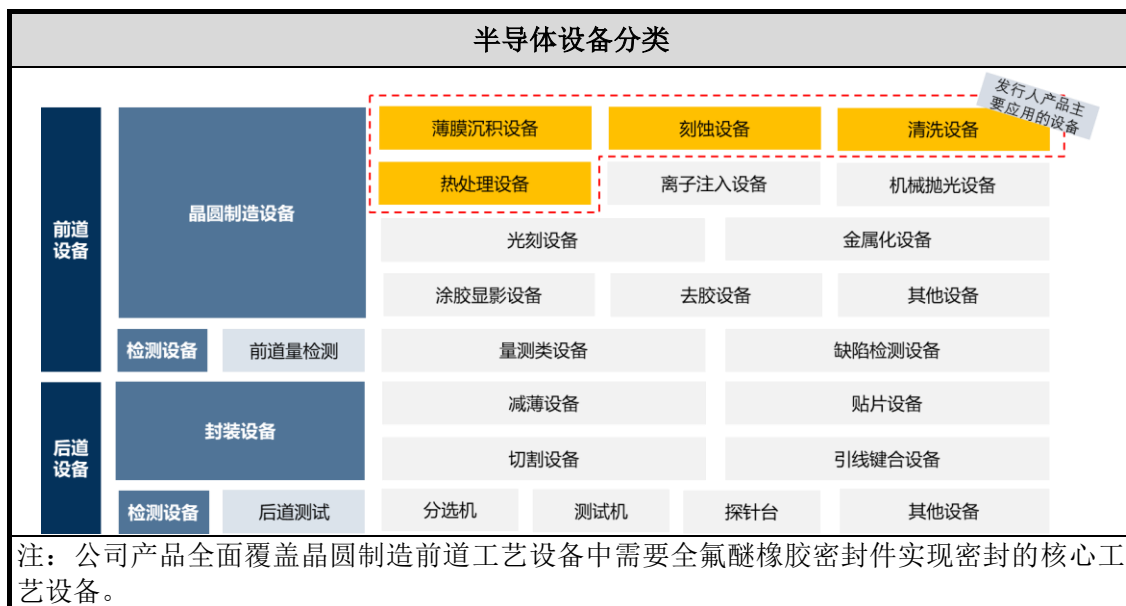 半导体设备分类
发行人产品主
要应用的设备
薄膜沉积设备
刻蚀设备
清洗设备
热处理设备
离子注入设备
机械抛光设备
前道
设备
晶圆制造设备
光刻设备
金属化设备
涂胶显影设备
去胶设备
其他设备
检测设备
前道量检测
量测类设备
缺陷检测设备
后道
设备
封装设备
减薄设备
贴片设备
切割设备
引线键合设备
检测设备
后道测试
分选机
测试机
探针台
其他设备
注：公司产品全面覆盖晶圆制造前道工艺设备中需要全氟醚橡胶密封件实现密封的核心工
艺设备。